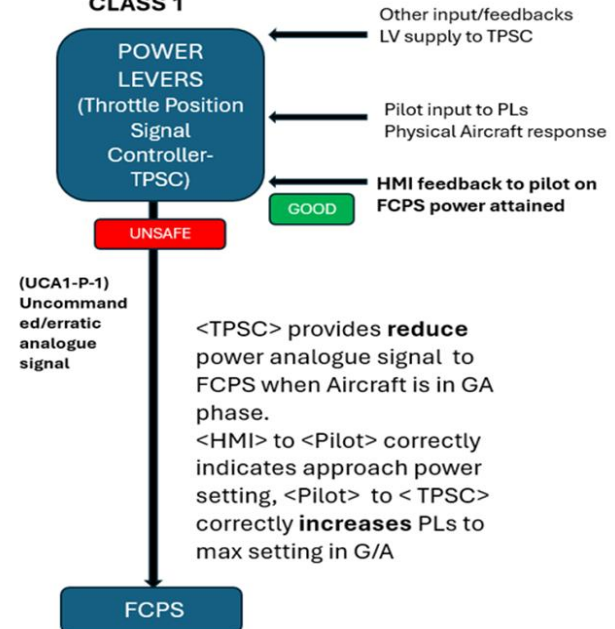 CLASS 1
Other input/feedbacks
LV supply to TPSC
POWER
LEVERS
(Throttle Position
Signal
Controller-
TPSC)
Pilot input to PLs
Physical Aircraft response
HMI feedback to pilot on
FCPS power attained
GOOD
UNSAFE
(UCA1-P-1)
Uncommand
ed/erratic
analogue
signal
<TPSC> provides reduce
power analogue signal to
FCPS when Aircraft is in GA
phase.
<HMI> to <Pilot> correctly
indicates approach power
setting, <Pilot> to < TPSC>
correctly increases PLs to
max setting in G/A
FCPS